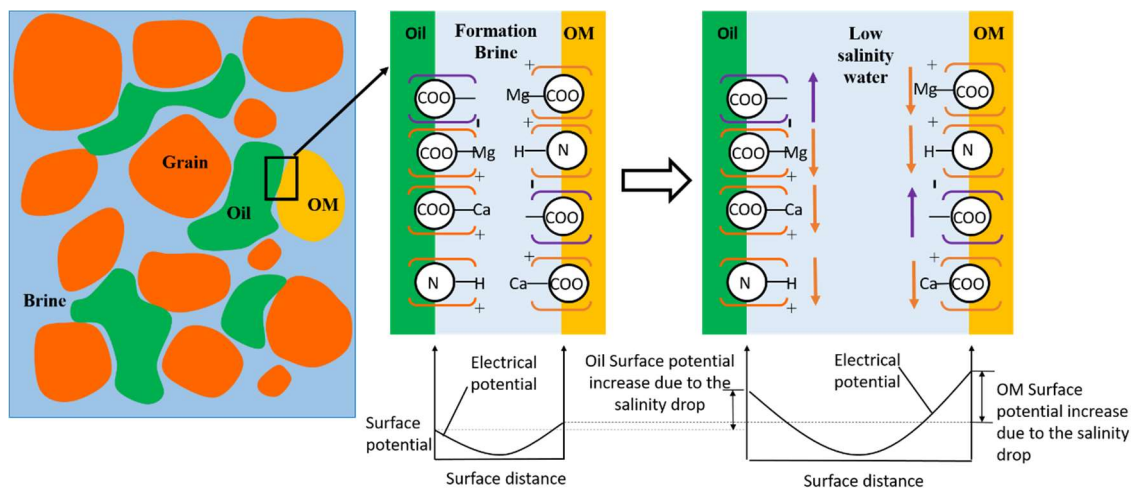 Grain
Oil
OM
Brine
Oil
Formation
Brine
OM
COO
COO Mg
COO Ca
N H
+
+
+
Mg COO
H N
COO
Ca COO
+
+
+
Oil
Low
salinity
water
OM
COO
COO Mg
COO Ca
N H
+
+
+
Mg COO
H N
COO
Ca COO
+
+
+
Electrical
potential
Surface
potential
Surface distance
Oil Surface potential
increase due to the
salinity drop
Electrical
potential
OM Surface
potential increase
due to the salinity
drop
Surface distance